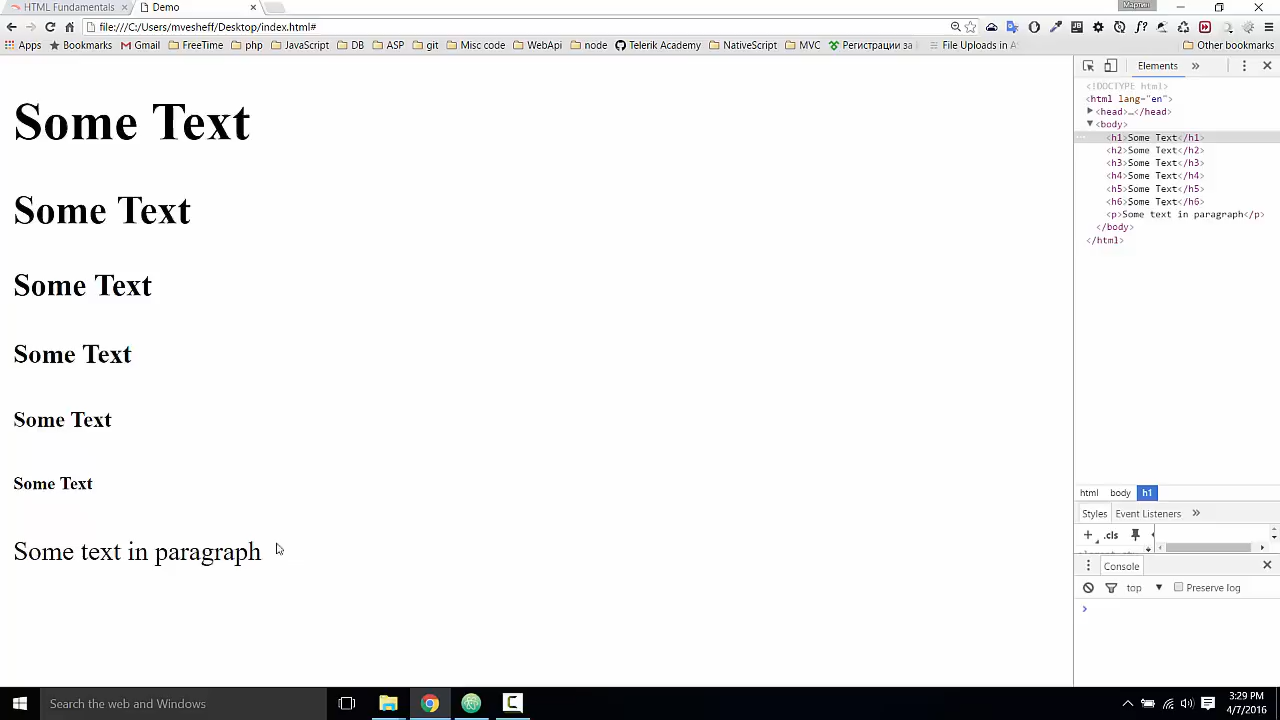 HTML Fundamentals
Demo
Мартин
file:///C:/Users/mvesheff/Desktop/index.html#
Apps
Bookmarks
Gmail
FreeTime
php
JavaScript
DB
ASP
git
Misc code
WebApi
node
Telerik Academy
NativeScript
MVC
Регистрации за
File Uploads in A
Other bookmarks
Some Text
Some Text
Some Text
Some Text
Some Text
Some Text
Some text in paragraph
Elements
<!DOCTYPE html>
<html lang="en">
<head>…</head>
<body>
<h1>Some Text</h1>
<h2>Some Text</h2>
<h3>Some Text</h3>
<h4>Some Text</h4>
<h5>Some Text</h5>
<h6>Some Text</h6>
<p>Some text in paragraph</p>
</body>
</html>
html body h1
Styles Event Listeners
.cls
Console
top Preserve log
Search the web and Windows
3:29 PM
4/7/2016